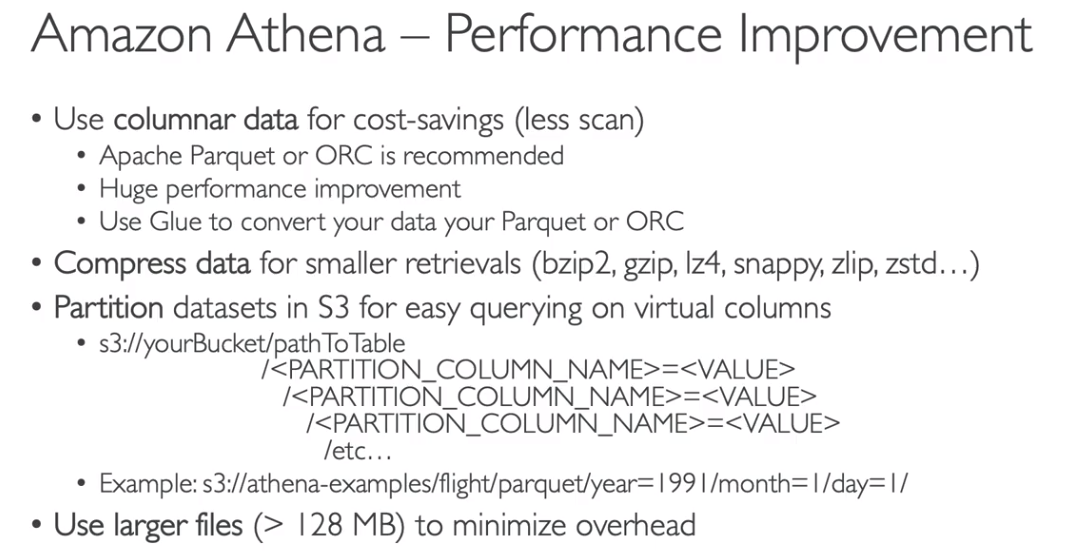 Amazon Athena – Performance Improvement
• Use columnar data for cost-savings (less scan)
• Apache Parquet or ORC is recommended
• Huge performance improvement
• Use Glue to convert your data your Parquet or ORC
• Compress data for smaller retrievals (bzip2, gzip, lz4, snappy, zlip, zstd…)
• Partition datasets in S3 for easy querying on virtual columns
• s3://yourBucket/pathToTable
/<PARTITION_COLUMN_NAME>=<VALUE>
/<PARTITION_COLUMN_NAME>=<VALUE>
/<PARTITION_COLUMN_NAME>=<VALUE>
/etc…
• Example: s3://athena-examples/flight/parquet/year=1991/month=1/day=1/
• Use larger files (> 128 MB) to minimize overhead